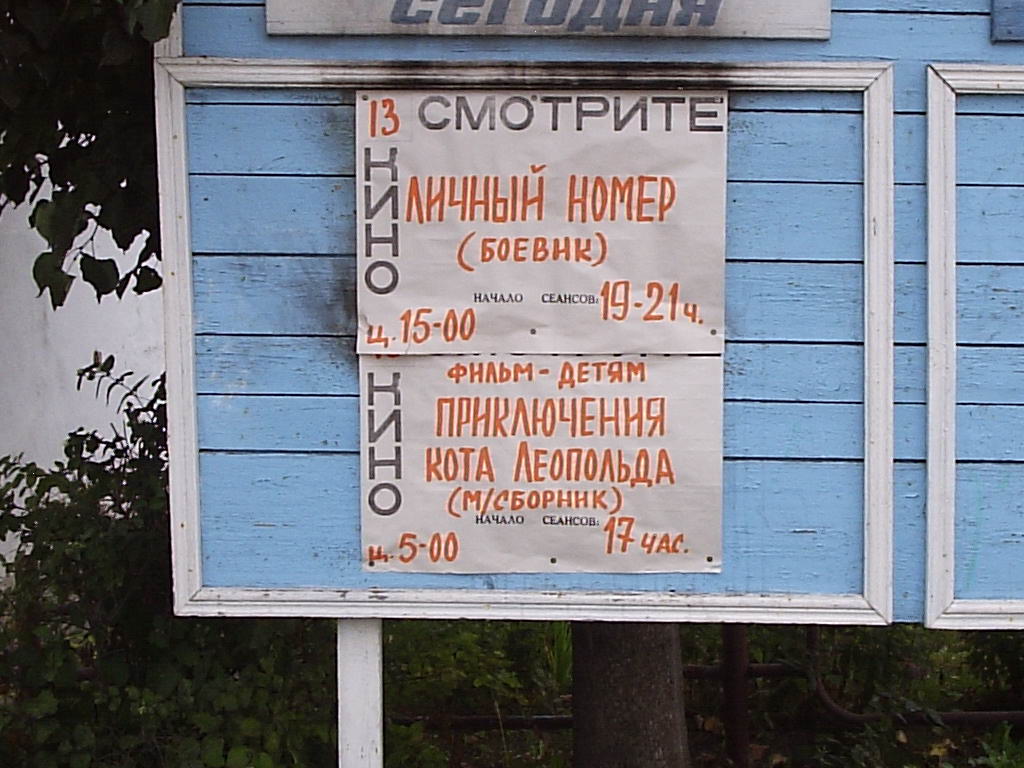 сегодня
13 СМОТРИТЕ
КИНО
ЛИЧНЫЙ НОМЕР
(БОЕВИК)
НАЧАЛО СЕАНСОВ: 19-21 ч.
ц. 15-00
КИНО
ФИЛЬМ - ДЕТЯМ
ПРИКЛЮЧЕНИЯ
КОТА ЛЕОПОЛЬДА
(М/СБОРНИК)
НАЧАЛО СЕАНСОВ: 17 ЧАС.
ц. 5-00